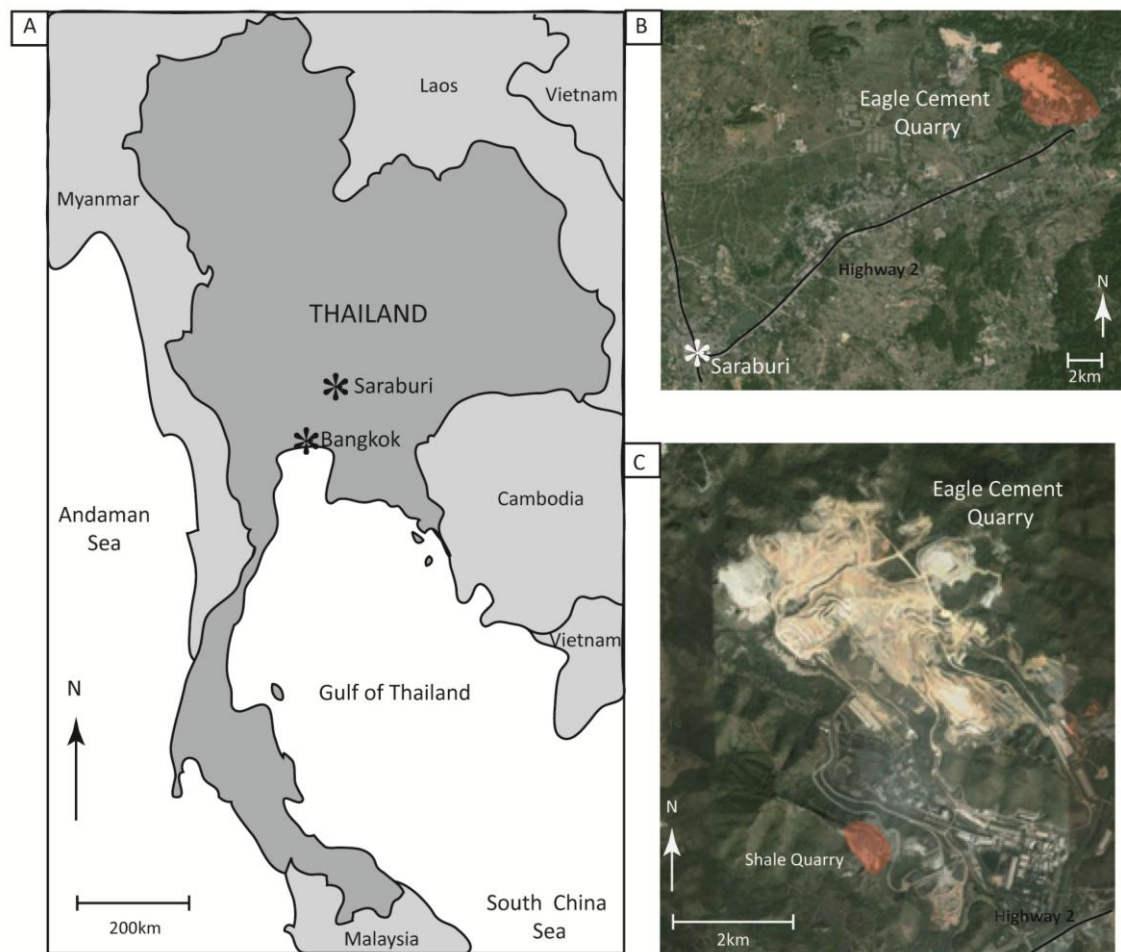 A
Laos
Vietnam
Myanmar
THAILAND
Saraburi
Bangkok
Andaman
Sea
Cambodia
Vietnam
Gulf of Thailand
N
200km
South China
Sea
Malaysia
B
Eagle Cement
Quarry
Highway 2
N
Saraburi
2km
C
Eagle Cement
Quarry
N
Shale Quarry
2km
Highway 2